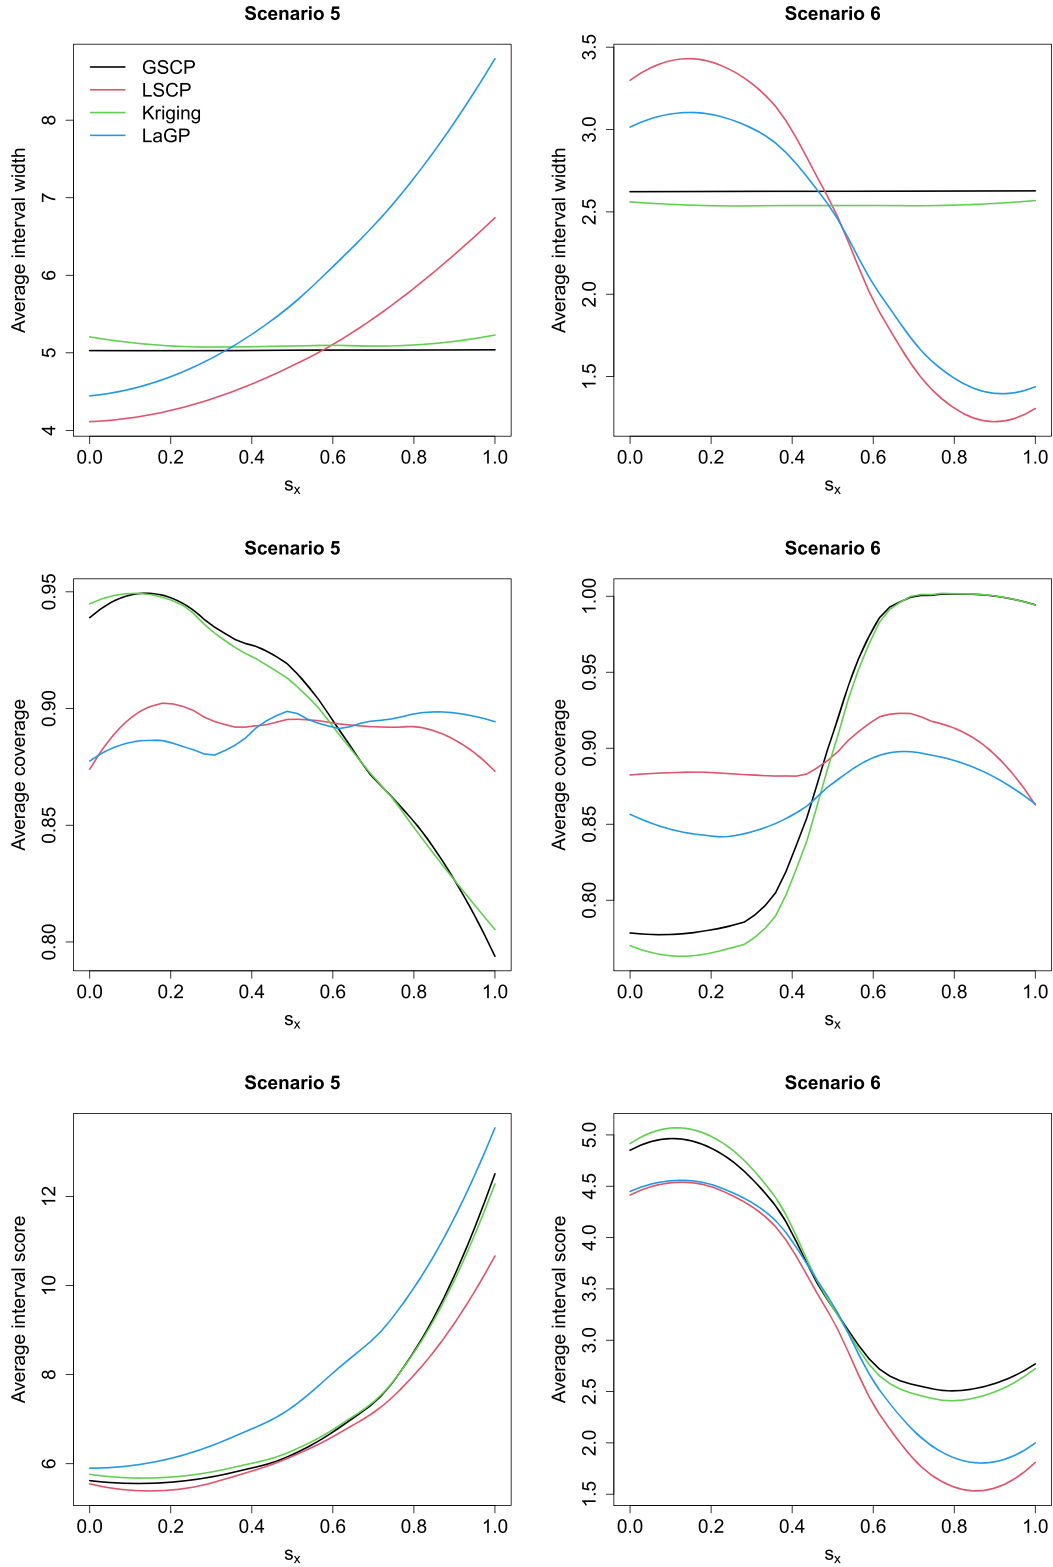 Scenario 5
Average interval width
8
7
6
5
4
GSCP
LSCP
Kriging
LaGP
0.0 0.2 0.4 0.6 0.8 1.0
sx
Scenario 6
Average interval width
3.5
3.0
2.5
2.0
1.5
0.0 0.2 0.4 0.6 0.8 1.0
sx
Scenario 5
Average coverage
0.95
0.90
0.85
0.80
0.0 0.2 0.4 0.6 0.8 1.0
sx
Scenario 6
Average coverage
1.00
0.95
0.90
0.85
0.80
0.0 0.2 0.4 0.6 0.8 1.0
sx
Scenario 5
Average interval score
12
10
8
6
0.0 0.2 0.4 0.6 0.8 1.0
sx
Scenario 6
Average interval score
5.0
4.5
4.0
3.5
3.0
2.5
2.0
1.5
0.0 0.2 0.4 0.6 0.8 1.0
sx